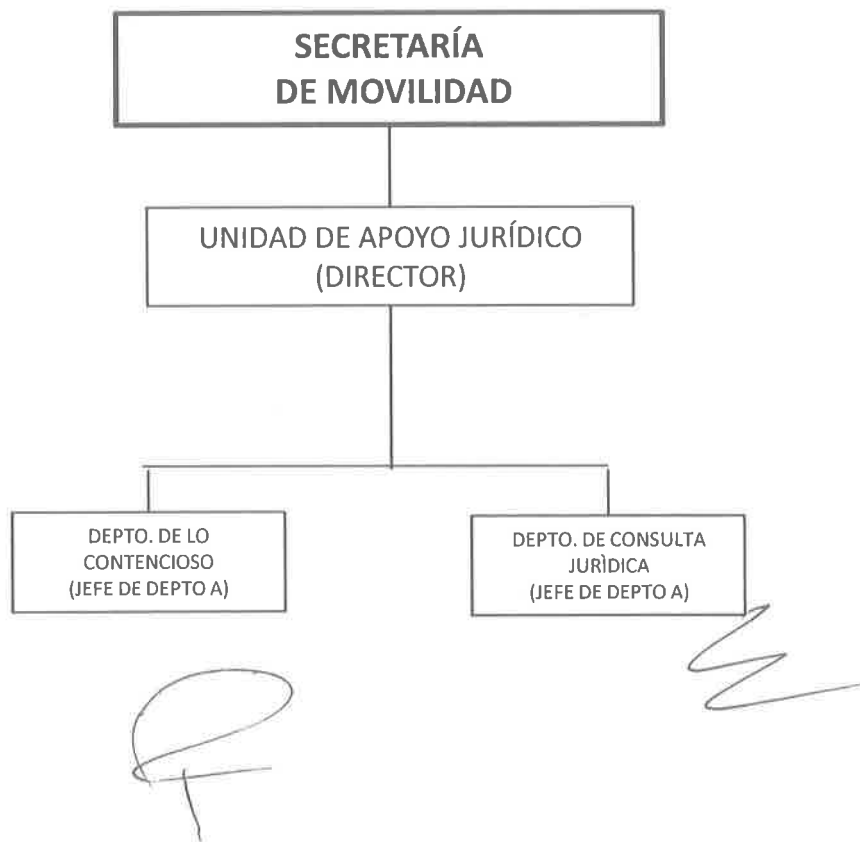 SECRETARÍA
DE MOVILIDAD
UNIDAD DE APOYO JURÍDICO
(DIRECTOR)
DEPTO. DE LO
CONTENCIOSO
(JEFE DE DEPTO A)
DEPTO. DE CONSULTA
JURÌDICA
(JEFE DE DEPTO A)